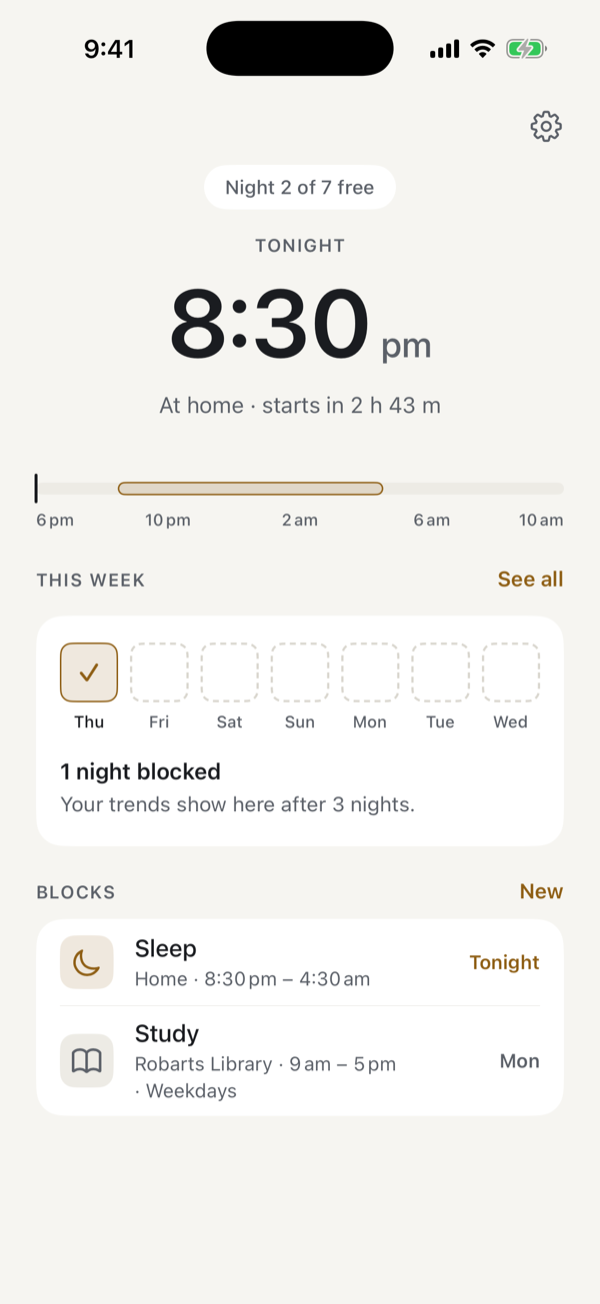 9:41
Night 2 of 7 free
TONIGHT
8:30 pm
At home · starts in 2 h 43 m
6 pm 10 pm 2 am 6 am 10 am
THIS WEEK See all
Thu Fri Sat Sun Mon Tue Wed
1 night blocked
Your trends show here after 3 nights.
BLOCKS New
Sleep
Home · 8:30 pm – 4:30 am
Tonight
Study
Robarts Library · 9 am – 5 pm
· Weekdays
Mon